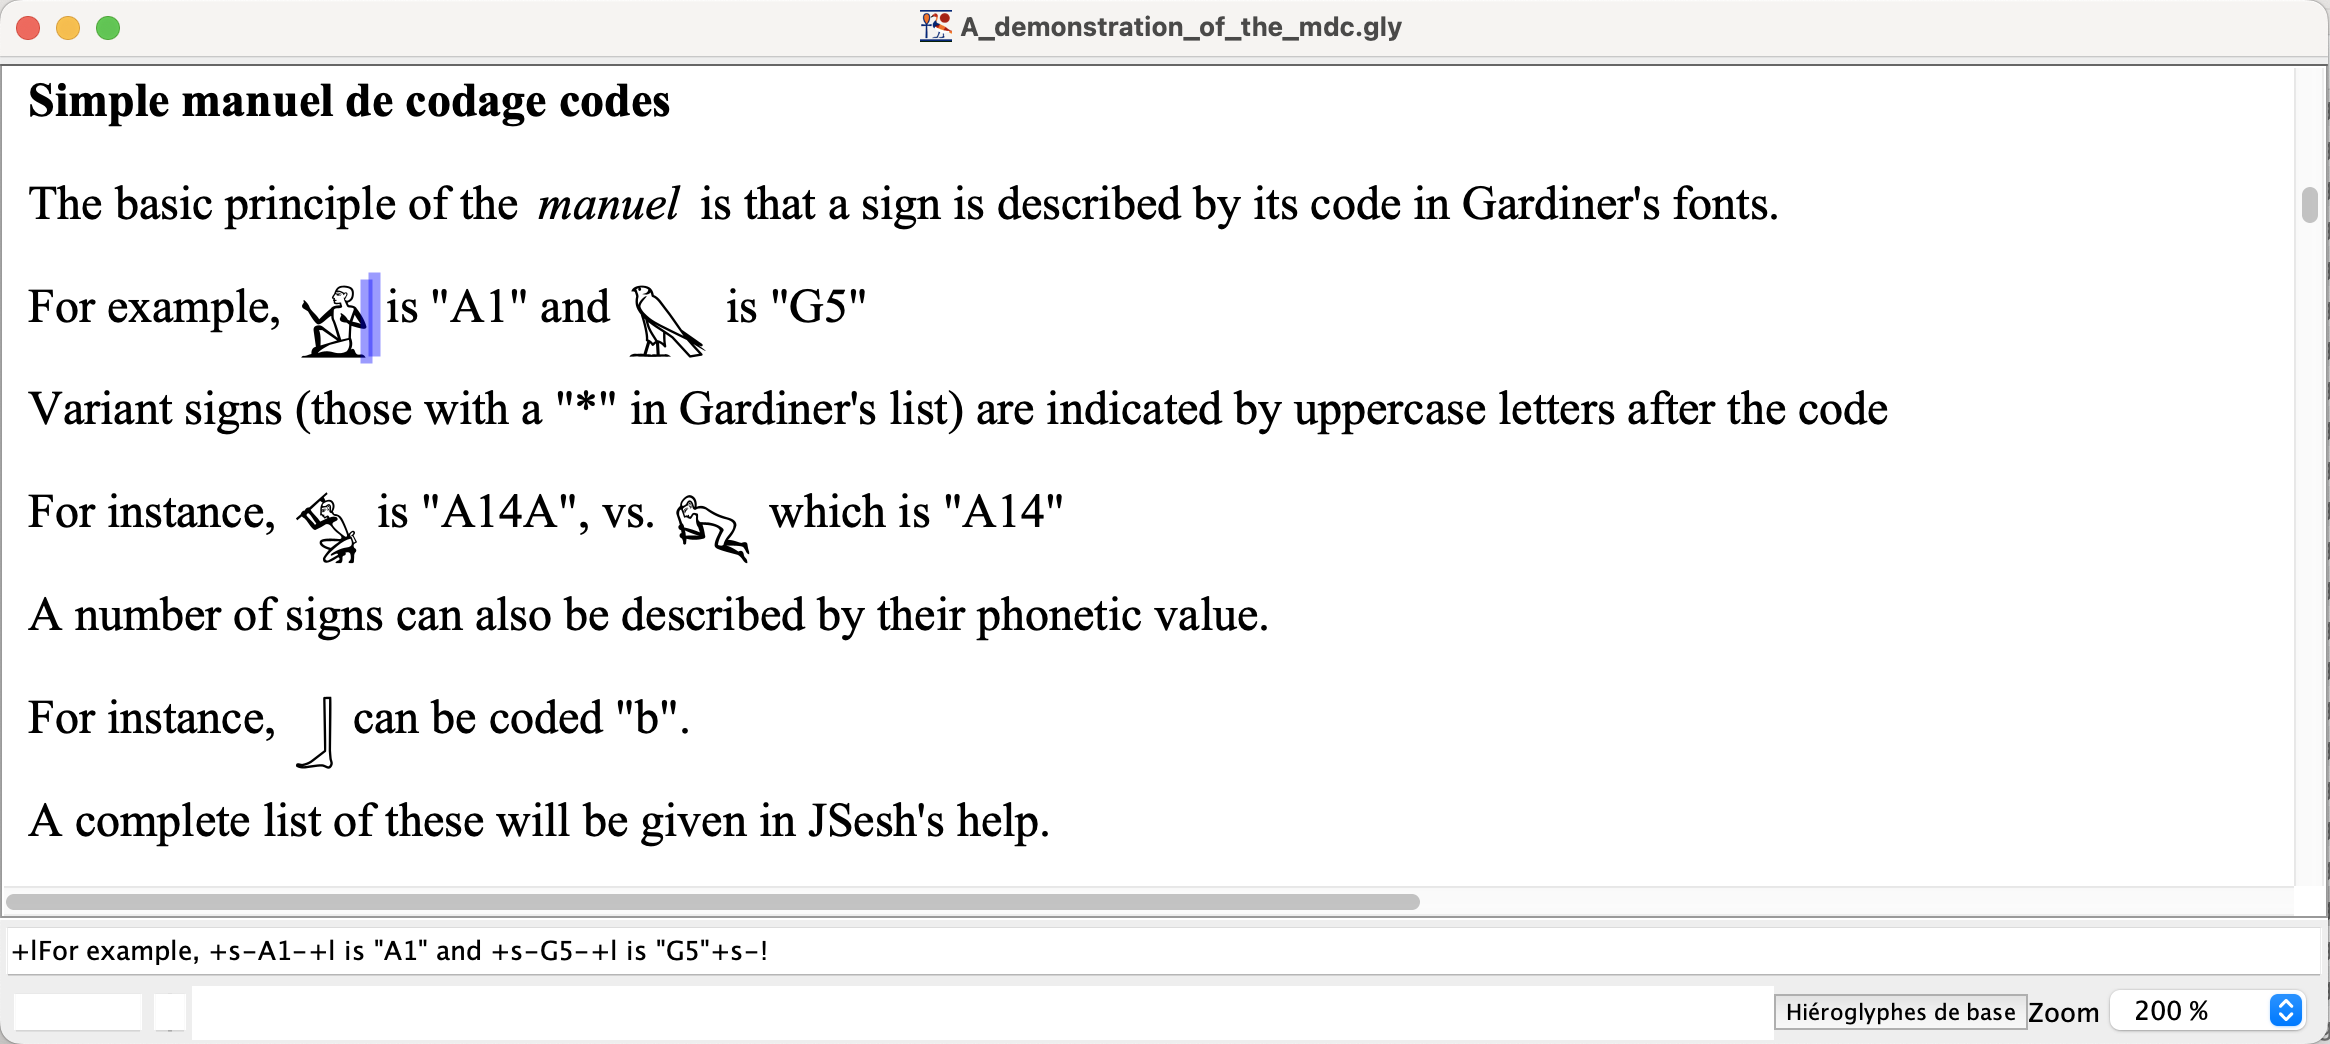 A_demonstration_of_the_mdc.gly
Simple manuel de codage codes
The basic principle of the manuel is that a sign is described by its code in Gardiner's fonts.
For example, 𓀀 is "A1" and 𓅃 is "G5"
Variant signs (those with a "*" in Gardiner's list) are indicated by uppercase letters after the code
For instance, 𓀐 is "A14A", vs. 𓀏 which is "A14"
A number of signs can also be described by their phonetic value.
For instance, 𓃀 can be coded "b".
A complete list of these will be given in JSesh's help.
+lFor example, +s-A1-+l is "A1" and +s-G5-+l is "G5"+s-!
Hiéroglyphes de base Zoom 200 %